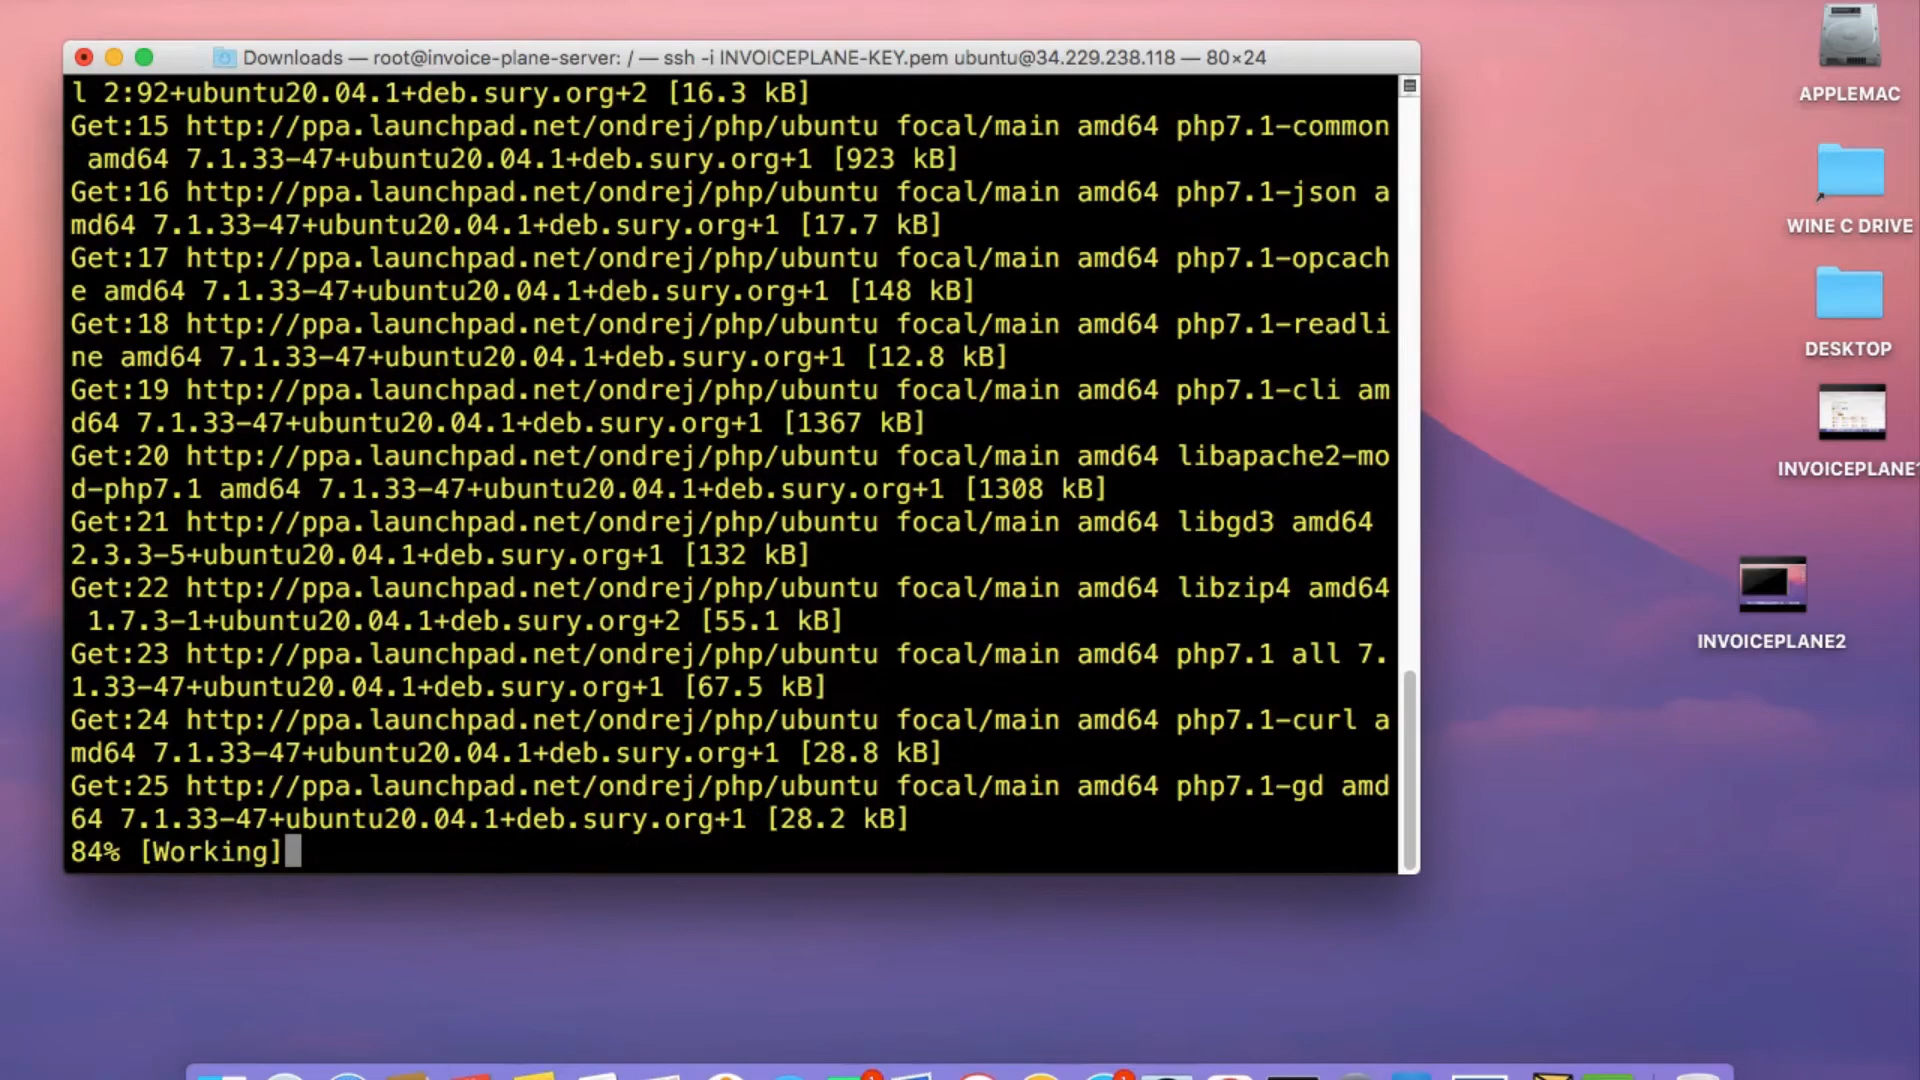 Downloads — root@invoice-plane-server: / — ssh -i INVOICEPLANE-KEY.pem ubuntu@34.229.238.118 — 80×24
l 2:92+ubuntu20.04.1+deb.sury.org+2 [16.3 kB]
Get:15 http://ppa.launchpad.net/ondrej/php/ubuntu focal/main amd64 php7.1-common
 amd64 7.1.33-47+ubuntu20.04.1+deb.sury.org+1 [923 kB]
Get:16 http://ppa.launchpad.net/ondrej/php/ubuntu focal/main amd64 php7.1-json a
md64 7.1.33-47+ubuntu20.04.1+deb.sury.org+1 [17.7 kB]
Get:17 http://ppa.launchpad.net/ondrej/php/ubuntu focal/main amd64 php7.1-opcach
e amd64 7.1.33-47+ubuntu20.04.1+deb.sury.org+1 [148 kB]
Get:18 http://ppa.launchpad.net/ondrej/php/ubuntu focal/main amd64 php7.1-readli
ne amd64 7.1.33-47+ubuntu20.04.1+deb.sury.org+1 [12.8 kB]
Get:19 http://ppa.launchpad.net/ondrej/php/ubuntu focal/main amd64 php7.1-cli am
d64 7.1.33-47+ubuntu20.04.1+deb.sury.org+1 [1367 kB]
Get:20 http://ppa.launchpad.net/ondrej/php/ubuntu focal/main amd64 libapache2-mo
d-php7.1 amd64 7.1.33-47+ubuntu20.04.1+deb.sury.org+1 [1308 kB]
Get:21 http://ppa.launchpad.net/ondrej/php/ubuntu focal/main amd64 libgd3 amd64
2.3.3-5+ubuntu20.04.1+deb.sury.org+1 [132 kB]
Get:22 http://ppa.launchpad.net/ondrej/php/ubuntu focal/main amd64 libzip4 amd64
 1.7.3-1+ubuntu20.04.1+deb.sury.org+2 [55.1 kB]
Get:23 http://ppa.launchpad.net/ondrej/php/ubuntu focal/main amd64 php7.1 all 7.
1.33-47+ubuntu20.04.1+deb.sury.org+1 [67.5 kB]
Get:24 http://ppa.launchpad.net/ondrej/php/ubuntu focal/main amd64 php7.1-curl a
md64 7.1.33-47+ubuntu20.04.1+deb.sury.org+1 [28.8 kB]
Get:25 http://ppa.launchpad.net/ondrej/php/ubuntu focal/main amd64 php7.1-gd amd
64 7.1.33-47+ubuntu20.04.1+deb.sury.org+1 [28.2 kB]
84% [Working]
APPLEMAC
WINE C DRIVE
DESKTOP
INVOICEPLANE1
INVOICEPLANE2